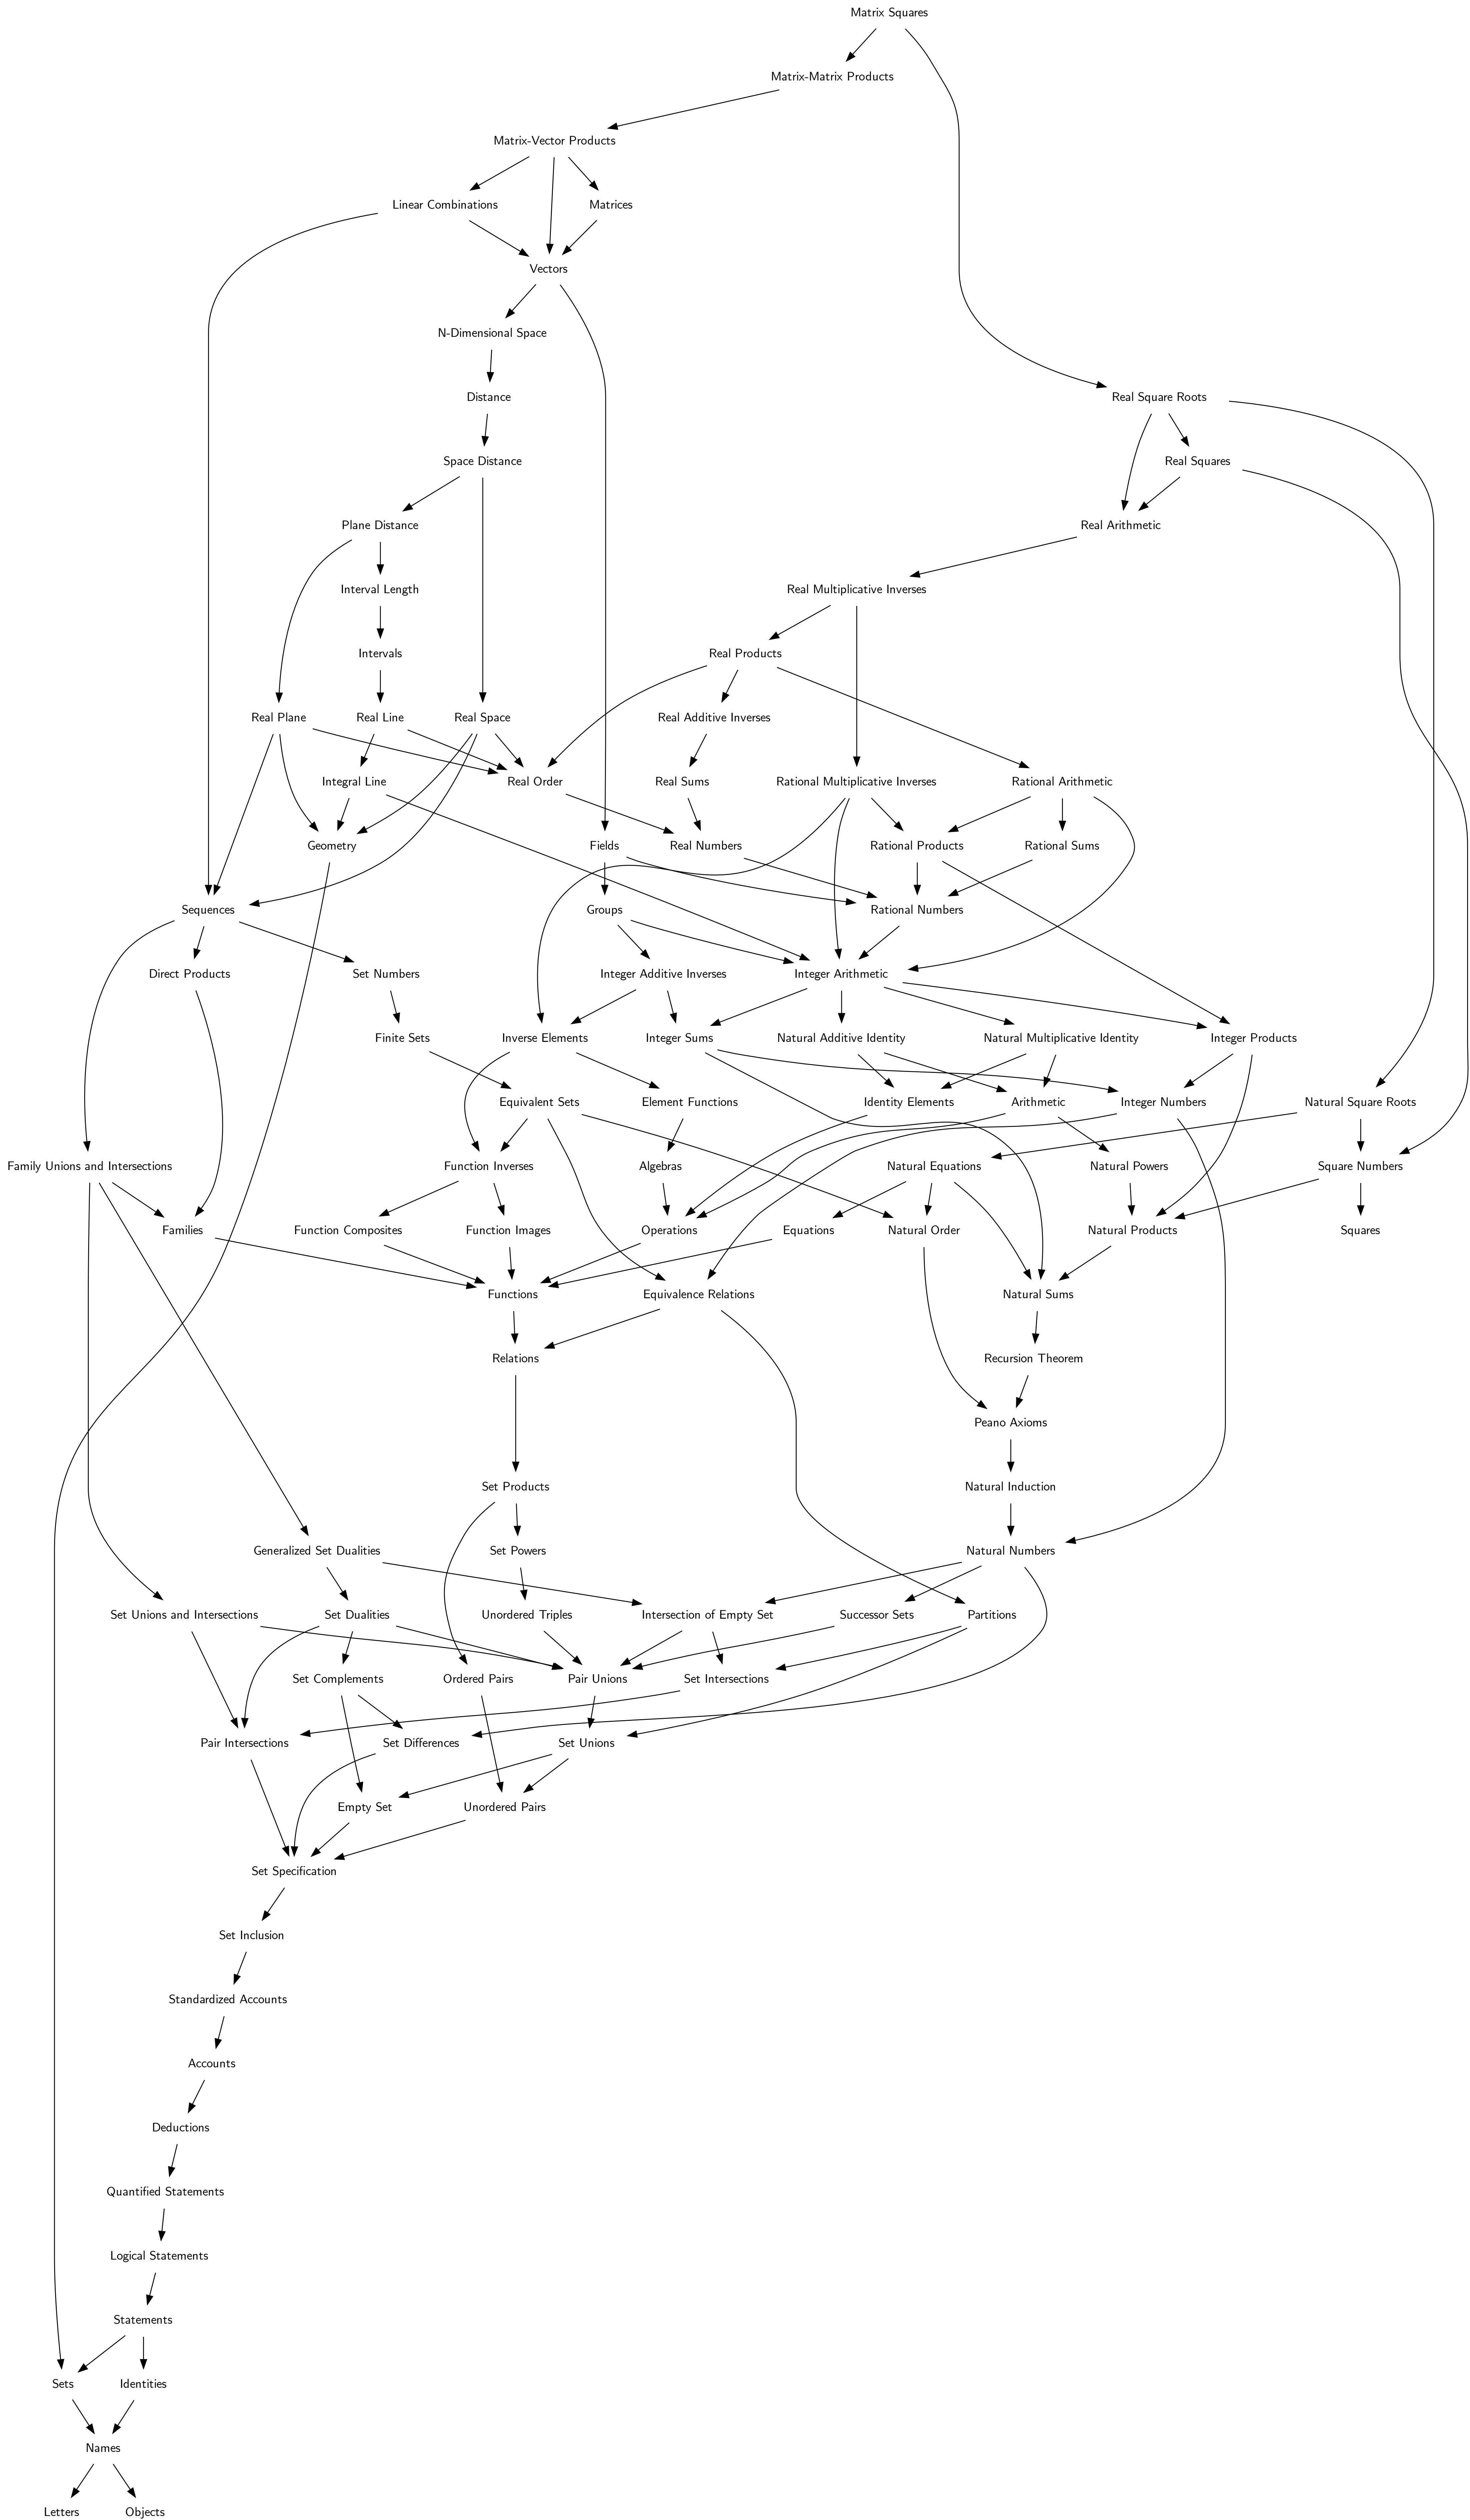 Matrix Squares
Matrix-Matrix Products
Matrix-Vector Products
Linear Combinations
Matrices
Vectors
N-Dimensional Space
Distance
Real Square Roots
Space Distance
Real Squares
Plane Distance
Real Arithmetic
Interval Length
Real Multiplicative Inverses
Intervals
Real Products
Real Plane
Real Line
Real Space
Real Additive Inverses
Integral Line
Real Order
Real Sums
Rational Multiplicative Inverses
Rational Arithmetic
Geometry
Fields
Real Numbers
Rational Products
Rational Sums
Sequences
Groups
Rational Numbers
Direct Products
Set Numbers
Integer Additive Inverses
Integer Arithmetic
Finite Sets
Inverse Elements
Integer Sums
Natural Additive Identity
Natural Multiplicative Identity
Integer Products
Equivalent Sets
Element Functions
Identity Elements
Arithmetic
Integer Numbers
Natural Square Roots
Family Unions and Intersections
Function Inverses
Algebras
Natural Equations
Natural Powers
Square Numbers
Families
Function Composites
Function Images
Operations
Equations
Natural Order
Natural Products
Squares
Functions
Equivalence Relations
Natural Sums
Relations
Recursion Theorem
Peano Axioms
Set Products
Natural Induction
Generalized Set Dualities
Set Powers
Natural Numbers
Set Unions and Intersections
Set Dualities
Unordered Triples
Intersection of Empty Set
Successor Sets
Partitions
Set Complements
Ordered Pairs
Pair Unions
Set Intersections
Pair Intersections
Set Differences
Set Unions
Empty Set
Unordered Pairs
Set Specification
Set Inclusion
Standardized Accounts
Accounts
Deductions
Quantified Statements
Logical Statements
Statements
Sets
Identities
Names
Letters
Objects